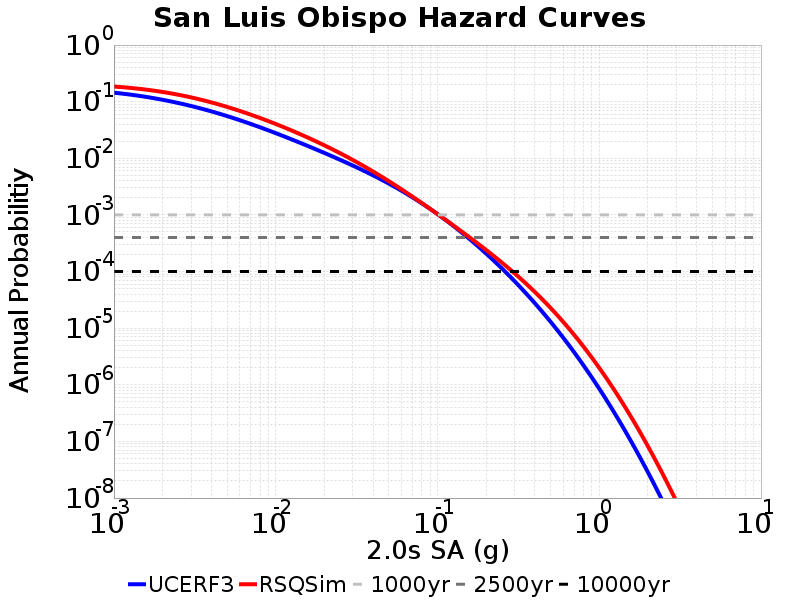 San Luis Obispo Hazard Curves
Annual Probabilitiy
10^0
10^-1
10^-2
10^-3
10^-4
10^-5
10^-6
10^-7
10^-8
10^-3 10^-2 10^-1 10^0 10^1
2.0s SA (g)
UCERF3 RSQSim 1000yr 2500yr 10000yr